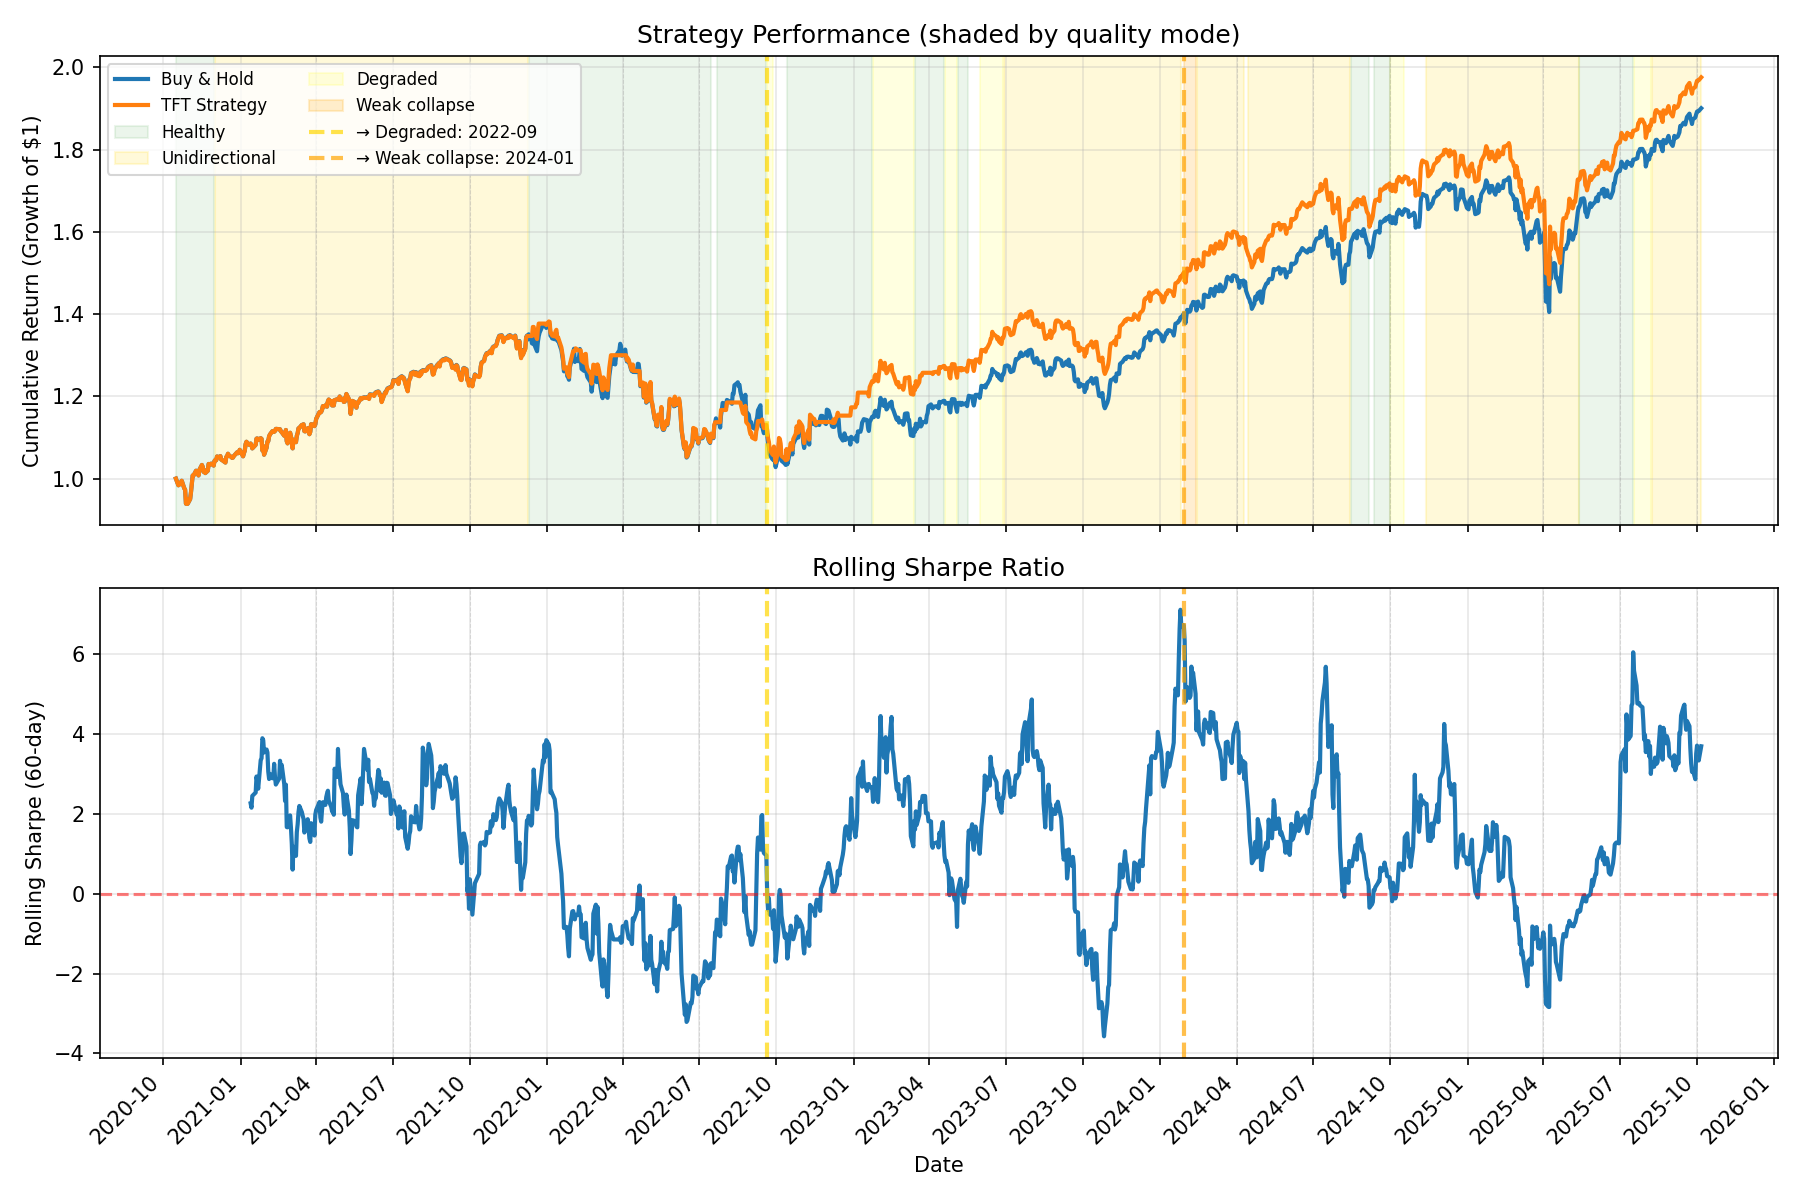 Strategy Performance (shaded by quality mode)
Cumulative Return (Growth of $1)
2.0
1.8
1.6
1.4
1.2
1.0
Buy & Hold
TFT Strategy
Healthy
Unidirectional
Degraded
Weak collapse
→ Degraded: 2022-09
→ Weak collapse: 2024-01
Rolling Sharpe Ratio
Rolling Sharpe (60-day)
6
4
2
0
−2
−4
2020-10
2021-01
2021-04
2021-07
2021-10
2022-01
2022-04
2022-07
2022-10
2023-01
2023-04
2023-07
2023-10
2024-01
2024-04
2024-07
2024-10
2025-01
2025-04
2025-07
2025-10
2026-01
Date